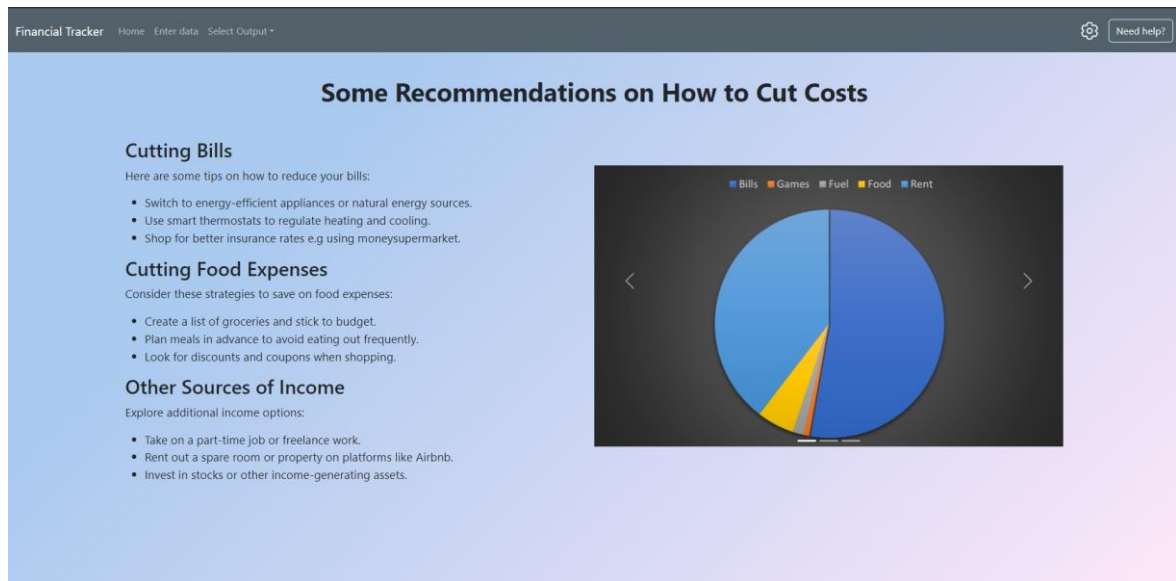 Financial Tracker Home Enter data Select Output Need help?
Some Recommendations on How to Cut Costs
Cutting Bills
Here are some tips on how to reduce your bills:
• Switch to energy-efficient appliances or natural energy sources.
• Use smart thermostats to regulate heating and cooling.
• Shop for better insurance rates e.g using moneysupermarket.
Cutting Food Expenses
Consider these strategies to save on food expenses:
• Create a list of groceries and stick to budget.
• Plan meals in advance to avoid eating out frequently.
• Look for discounts and coupons when shopping.
Other Sources of Income
Explore additional income options:
• Take on a part-time job or freelance work.
• Rent out a spare room or property on platforms like Airbnb.
• Invest in stocks or other income-generating assets.
Bills Games Fuel Food Rent